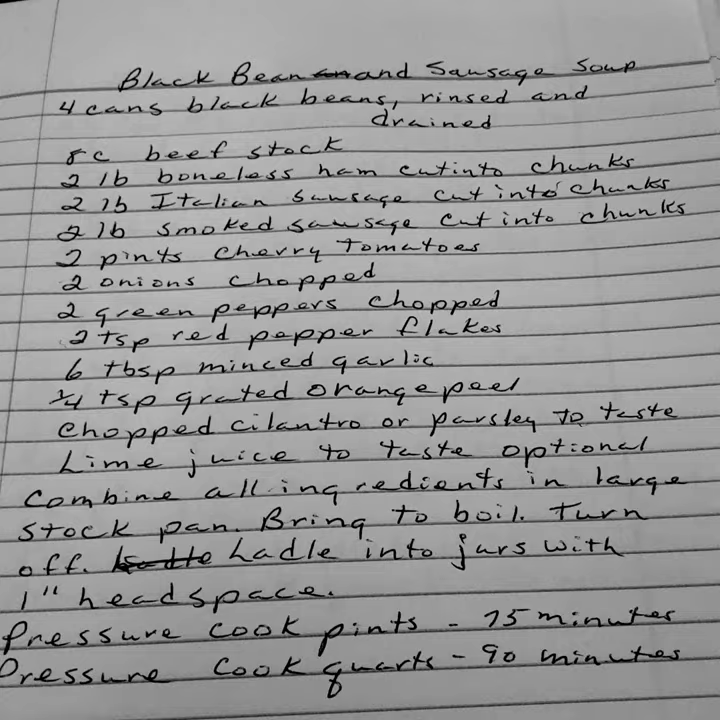 Black Bean and Sausage Soup
4 cans black beans, rinsed and
drained
8 c beef stock
2 lb boneless ham cut into chunks
2 lb Italian sausage cut into chunks
2 lb smoked sausage cut into chunks
2 pints cherry tomatoes
2 onions chopped
2 green peppers chopped
2 tsp red pepper flakes
6 tbsp minced garlic
1/4 tsp grated orange peel
Chopped cilantro or parsley to taste
Lime juice to taste optional
Combine all ingredients in large
stock pan. Bring to boil. Turn
off. Ladle into jars with
1" headspace.
Pressure cook pints - 75 minutes
Pressure cook quarts - 90 minutes